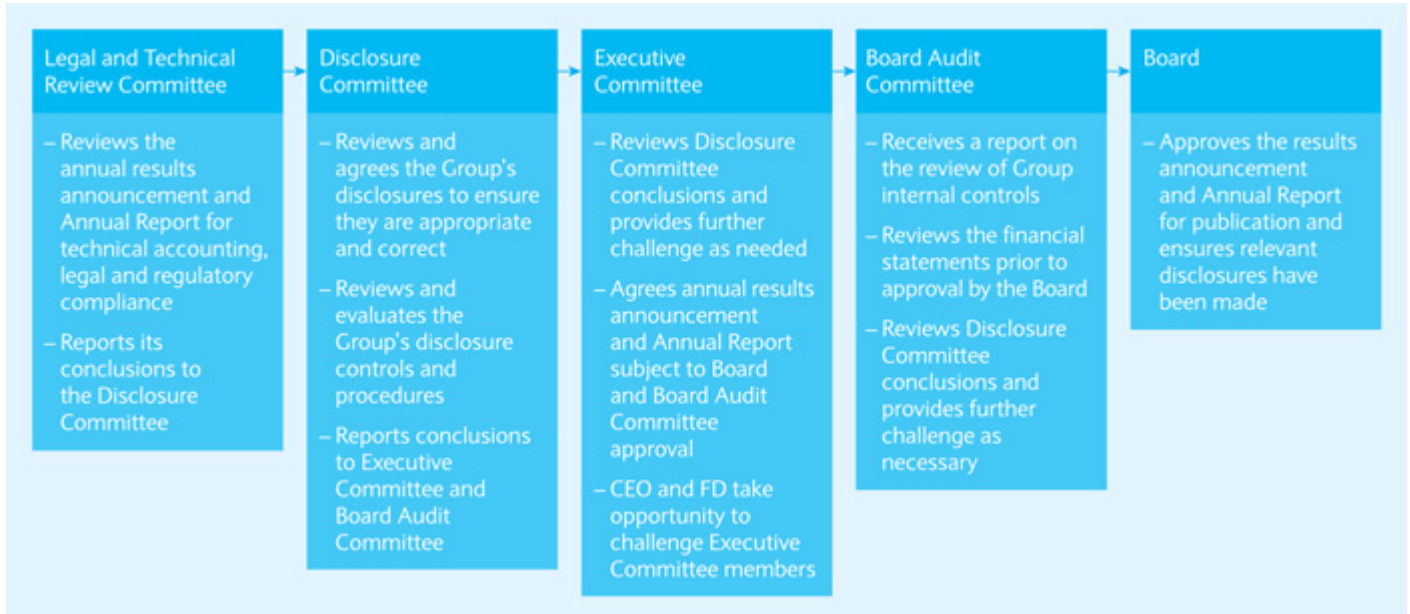 Legal and Technical
Review Committee
– Reviews the
annual results
announcement and
Annual Report for
technical accounting,
legal and regulatory
compliance
– Reports its
conclusions to
the Disclosure
Committee
Disclosure
Committee
– Reviews and
agrees the Group's
disclosures to ensure
they are appropriate
and correct
– Reviews and
evaluates the
Group's disclosure
controls and
procedures
– Reports conclusions
to Executive
Committee and
Board Audit
Committee
Executive
Committee
– Reviews Disclosure
Committee
conclusions and
provides further
challenge as needed
– Agrees annual results
announcement
and Annual Report
subject to Board
and Board Audit
Committee
approval
– CEO and FD take
opportunity to
challenge Executive
Committee members
Board Audit
Committee
– Receives a report on
the review of Group
internal controls
– Reviews the financial
statements prior to
approval by the Board
– Reviews Disclosure
Committee
conclusions and
provides further
challenge as
necessary
Board
– Approves the results
announcement
and Annual Report
for publication and
ensures relevant
disclosures have
been made